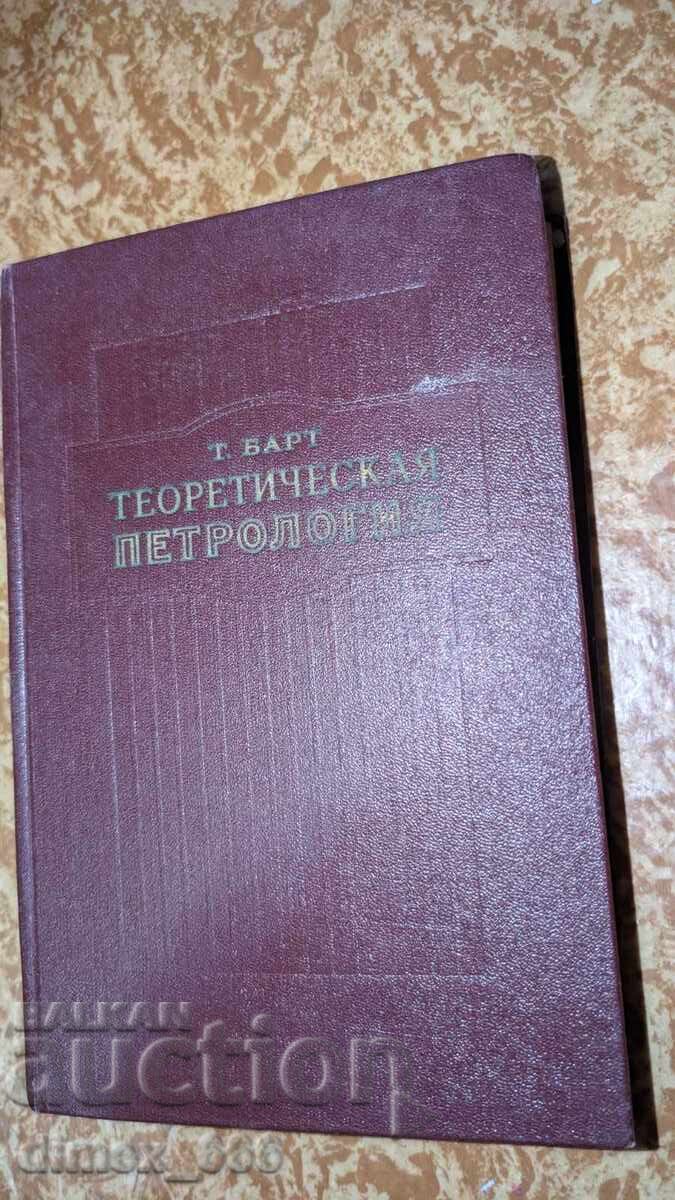 Т. БАРТ
ТЕОРЕТИЧЕСКАЯ
ПЕТРОЛОГИЯ
BALKAN
auction
dimex_666